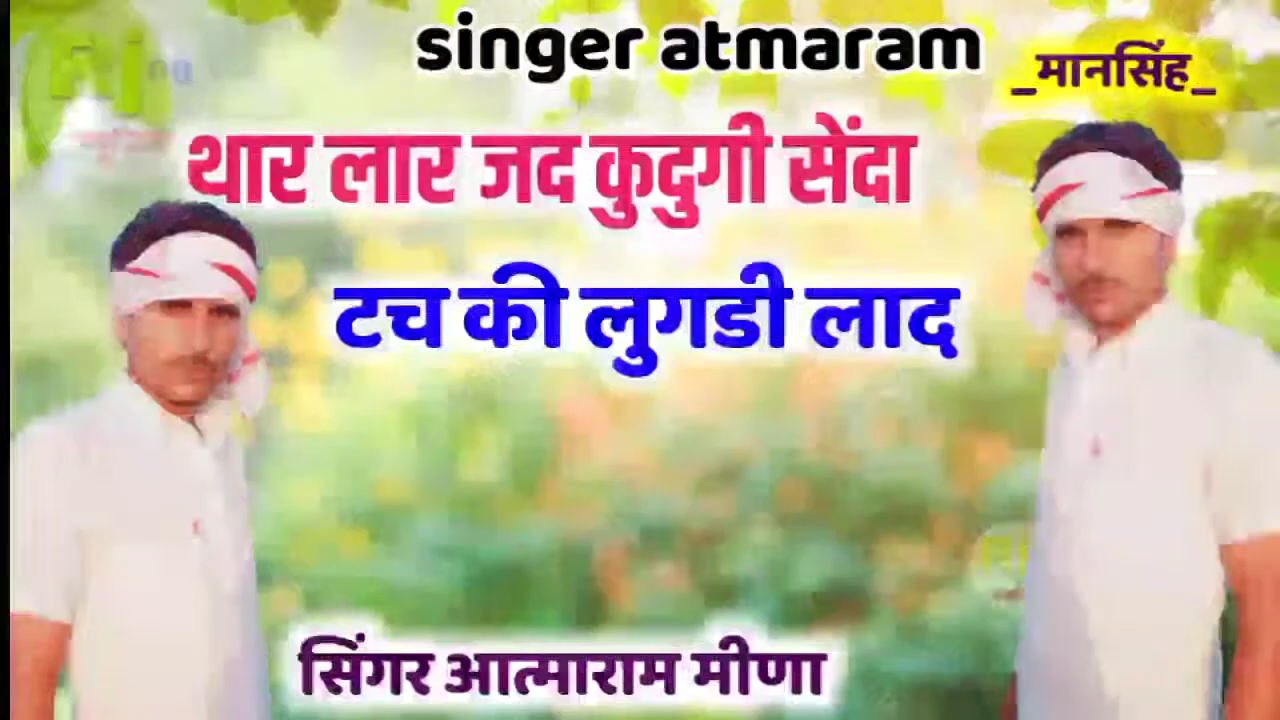 singer atmaram
_मानसिंह_
थार लार जद कुदुगी सेंदा
टच की लुगडी लाद
सिंगर आत्माराम मीणा